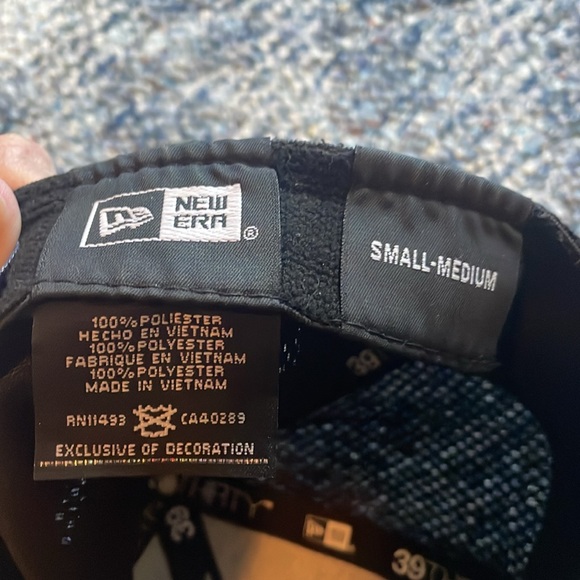 NEW
ERA
®
SMALL-MEDIUM
100% POLIESTER
HECHO EN VIETNAM
100% POLYESTER
FABRIQUE EN VIETNAM
100% POLYESTER
MADE IN VIETNAM
RN11493 CA40289
EXCLUSIVE OF DECORATION
39
39
39